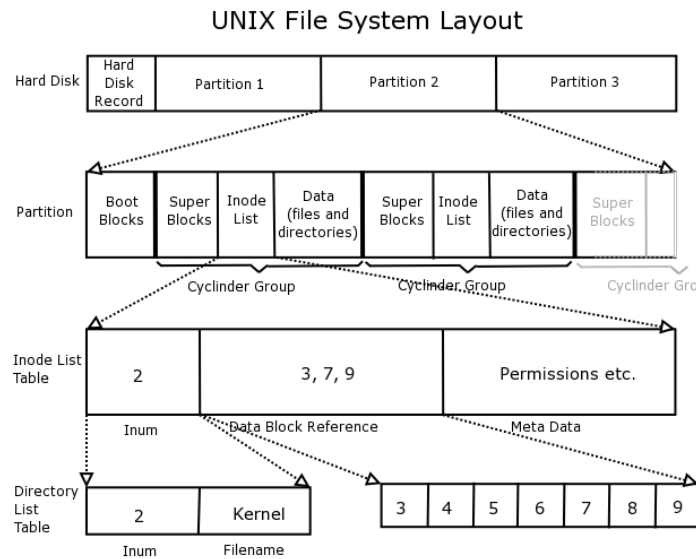 UNIX File System Layout
Hard Disk
Hard
Disk
Record
Partition 1
Partition 2
Partition 3
Partition
Boot
Blocks
Super
Blocks
Inode
List
Data
(files and
directories)
Super
Blocks
Inode
List
Data
(files and
directories)
Super
Blocks
Cyclinder Group
Cyclinder Group
Cyclinder Gro
Inode List
Table
2
3, 7, 9
Permissions etc.
Inum
Data Block Reference
Meta Data
Directory
List
Table
2
Kernel
3 4 5 6 7 8 9
Inum
Filename